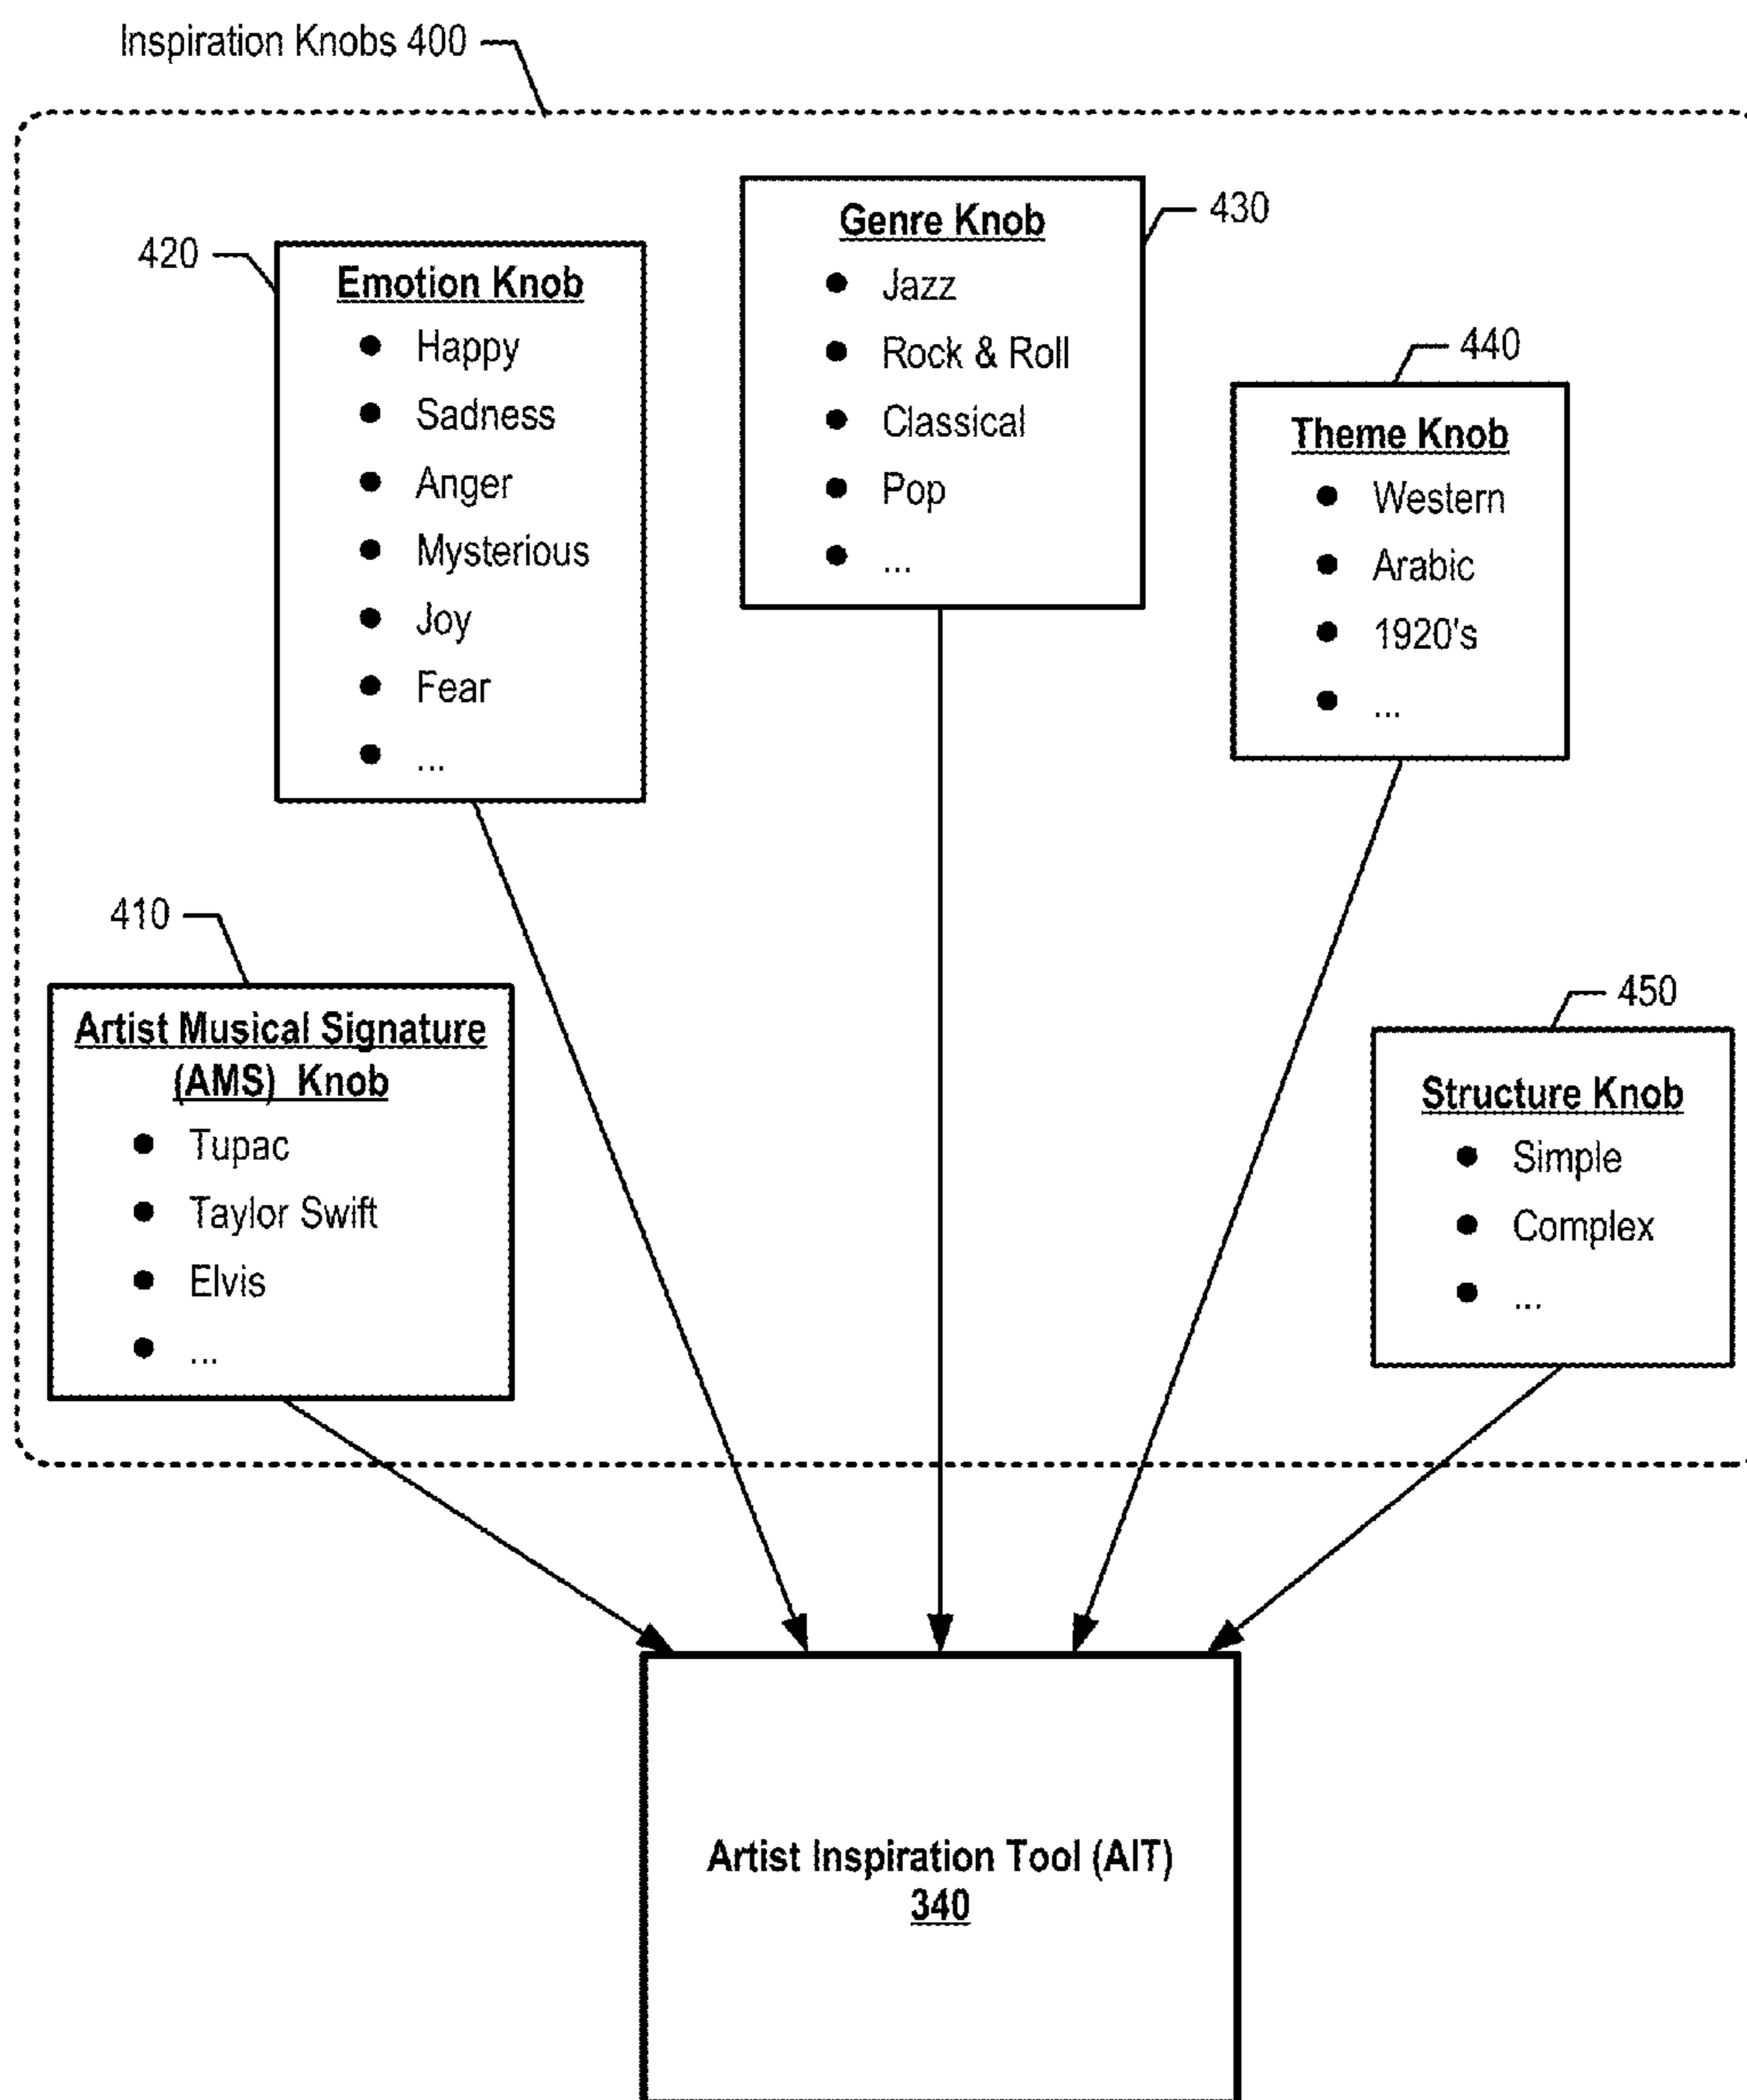 Inspiration Knobs 400
420
Emotion Knob
● Happy
● Sadness
● Anger
● Mysterious
● Joy
● Fear
● ...
430
Genre Knob
● Jazz
● Rock & Roll
● Classical
● Pop
● ...
440
Theme Knob
● Western
● Arabic
● 1920's
● ...
410
Artist Musical Signature
(AMS) Knob
● Tupac
● Taylor Swift
● Elvis
● ...
450
Structure Knob
● Simple
● Complex
● ...
Artist Inspiration Tool (AIT)
340